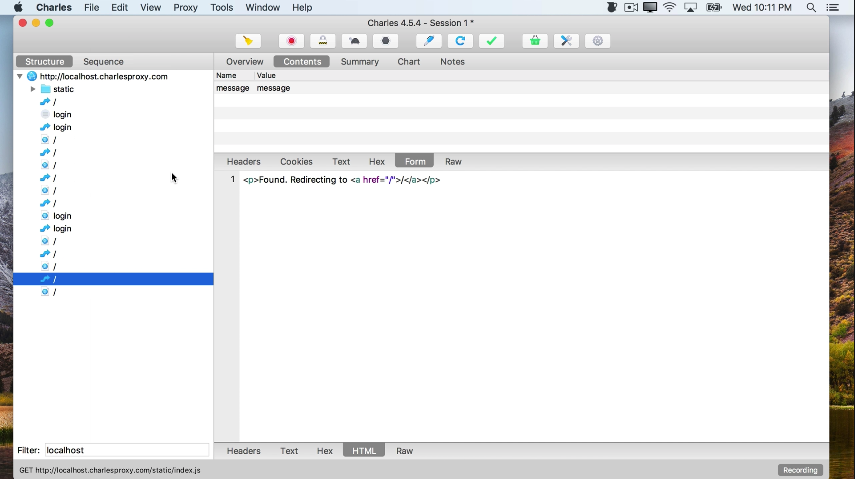 Charles File Edit View Proxy Tools Window Help Wed 10:11 PM
Charles 4.5.4 - Session 1 *
Structure Sequence Overview Contents Summary Chart Notes
http://localhost.charlesproxy.com
static
/
login
login
/
/
/
/
/
/
login
login
/
/
/
/
/
Name Value
message message
Headers Cookies Text Hex Form Raw
1 <p>Found. Redirecting to <a href="/">/</a></p>
Filter: localhost
Headers Text Hex HTML Raw
GET http://localhost.charlesproxy.com/static/index.js Recording